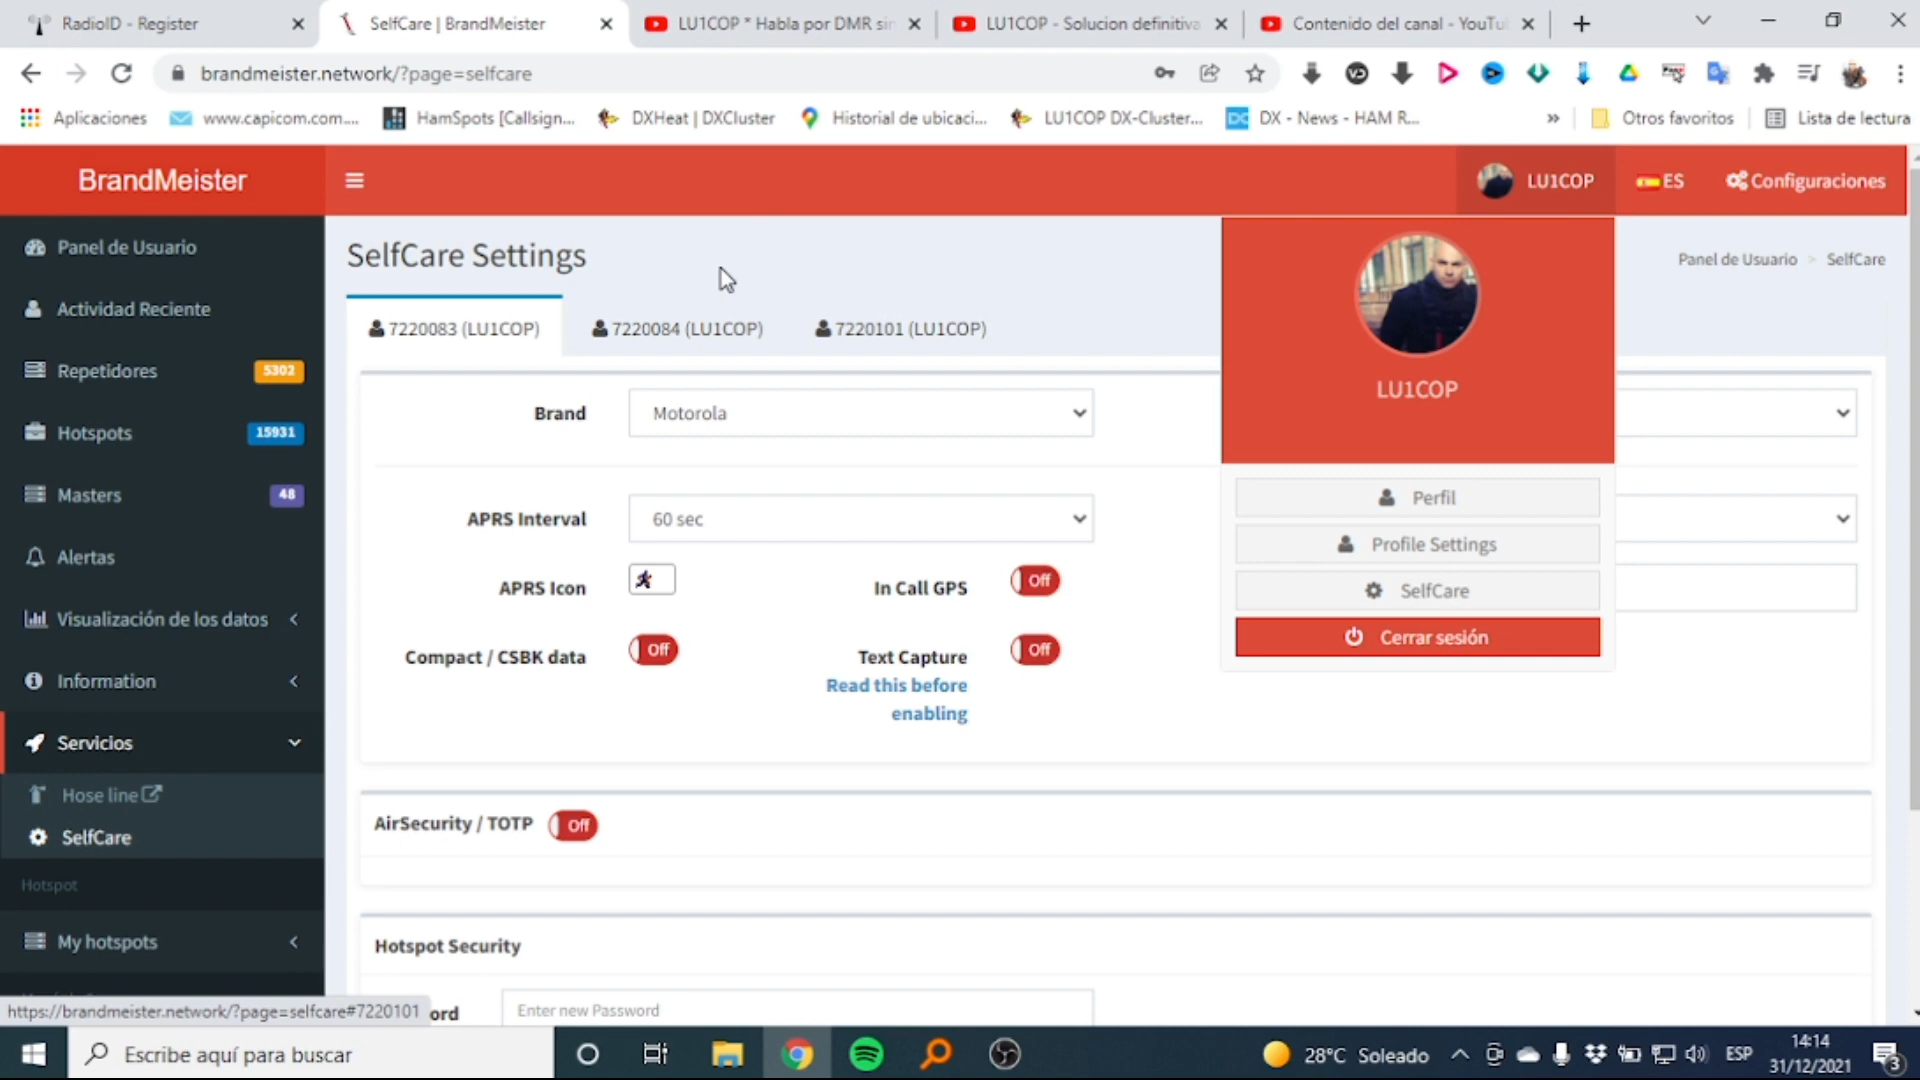 RadioID - Register
SelfCare | BrandMeister
LU1COP * Habla por DMR sin
LU1COP - Solucion definitiva
Contenido del canal - YouTu
brandmeister.network/?page=selfcare
Aplicaciones
www.capicom.com....
HamSpots [Callsign...
DXHeat | DXCluster
Historial de ubicaci...
LU1COP DX-Cluster...
DX - News - HAM R...
»
Otros favoritos
Lista de lectura
BrandMeister
LU1COP
ES
Configuraciones
Panel de Usuario
Actividad Reciente
Repetidores 5302
Hotspots 15931
Masters 48
Alertas
Visualización de los datos
Information
Servicios
Hose line
SelfCare
Hotspot
My hotspots
SelfCare Settings
Panel de Usuario > SelfCare
7220083 (LU1COP)
7220084 (LU1COP)
7220101 (LU1COP)
Brand
Motorola
APRS Interval
60 sec
APRS Icon
In Call GPS
Off
Compact / CSBK data
Off
Text Capture
Off
Read this before
enabling
LU1COP
Perfil
Profile Settings
SelfCare
Cerrar sesión
AirSecurity / TOTP
Off
Hotspot Security
ord
Enter new Password
https://brandmeister.network/?page=selfcare#7220101
Escribe aquí para buscar
28°C Soleado
ESP
14:14
31/12/2021
3